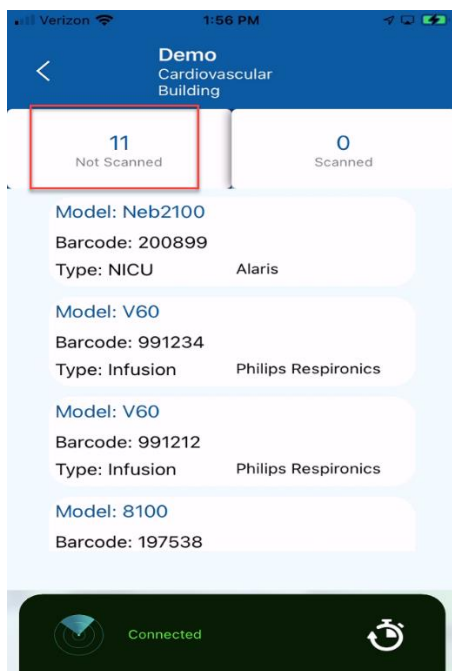 Verizon 1:56 PM
Demo
Cardiovascular
Building
11 0
Not Scanned Scanned
Model: Neb2100
Barcode: 200899
Type: NICU Alaris
Model: V60
Barcode: 991234
Type: Infusion Philips Respironics
Model: V60
Barcode: 991212
Type: Infusion Philips Respironics
Model: 8100
Barcode: 197538
Connected